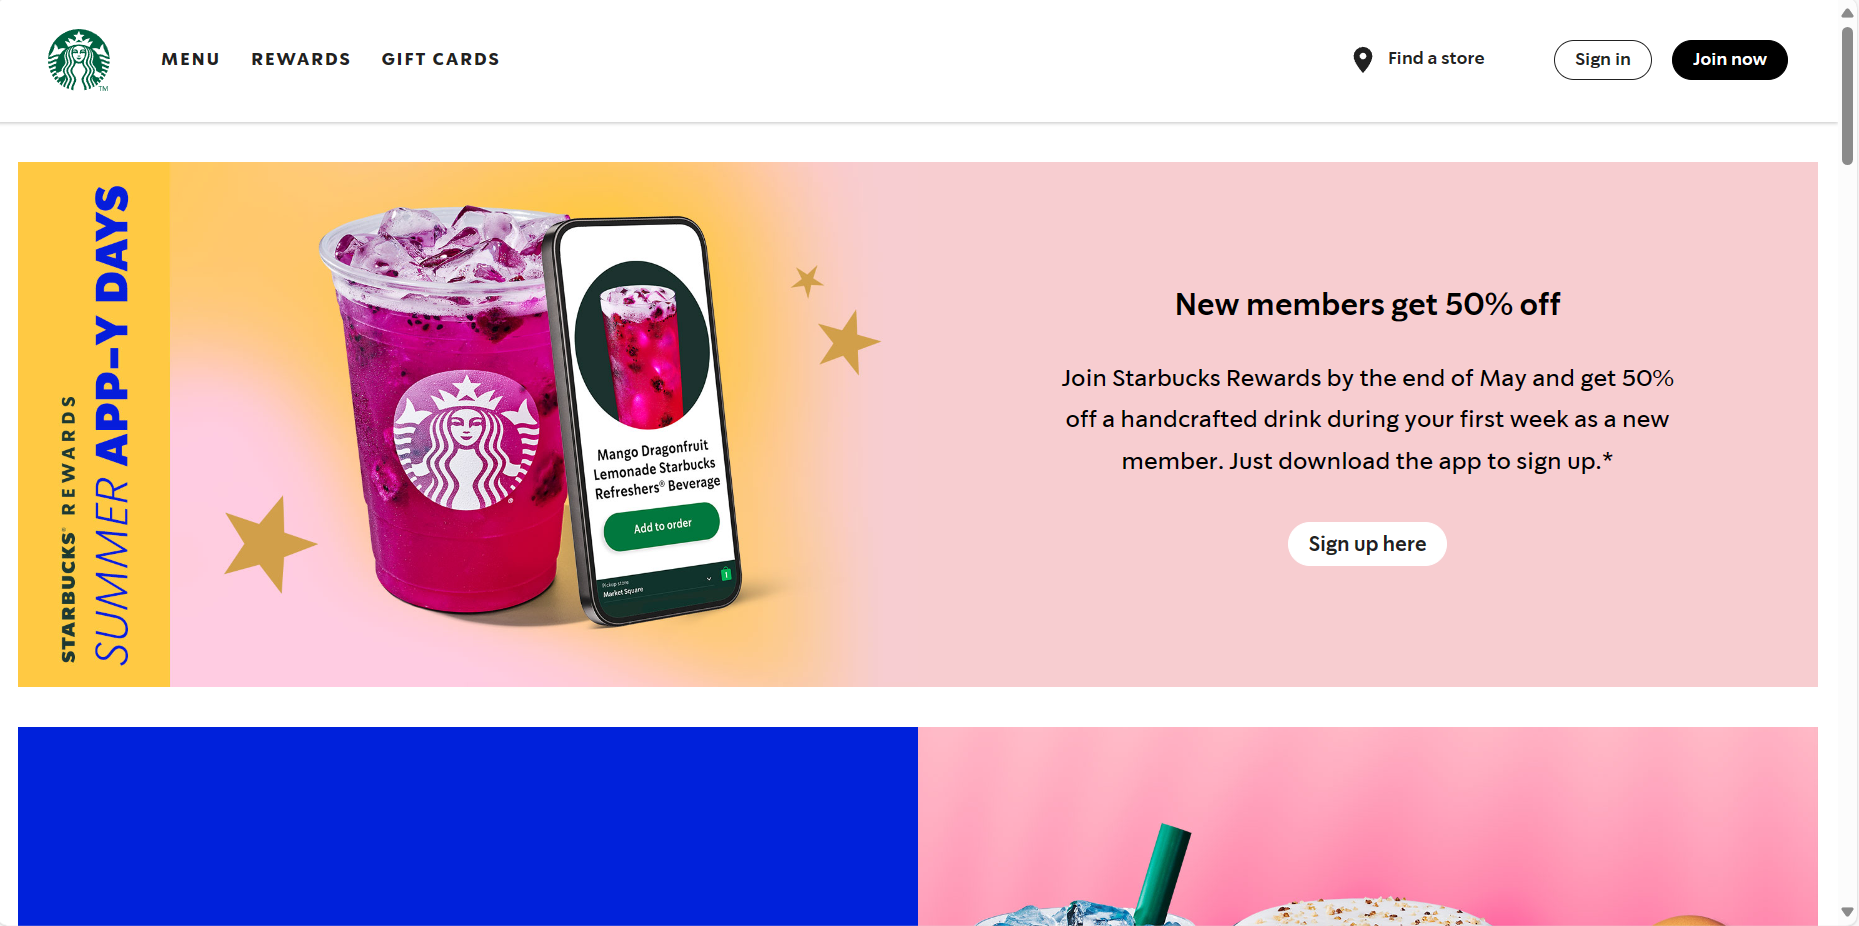 TM
MENU
REWARDS
GIFT CARDS
Find a store
Sign in
Join now
STARBUCKS® REWARDS
SUMMER APP-Y DAYS
Mango Dragonfruit
Lemonade Starbucks
Refreshers® Beverage
Add to order
Pickup store
Market Square
1
New members get 50% off
Join Starbucks Rewards by the end of May and get 50%
off a handcrafted drink during your first week as a new
member. Just download the app to sign up.*
Sign up here